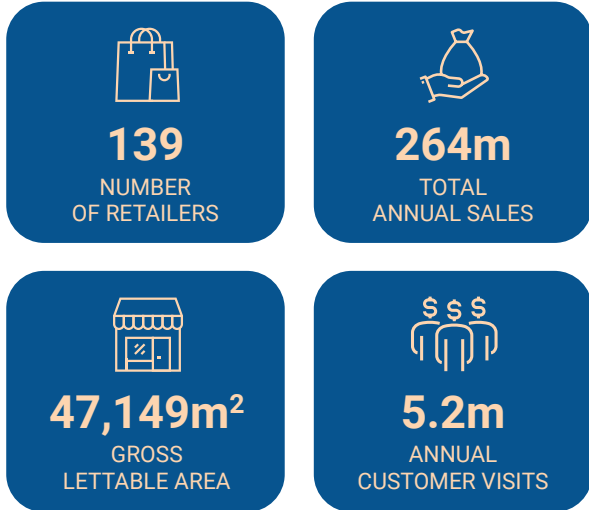 139
NUMBER
OF RETAILERS
264m
TOTAL
ANNUAL SALES
47,149m²
GROSS
LETTABLE AREA
$ $ $
5.2m
ANNUAL
CUSTOMER VISITS